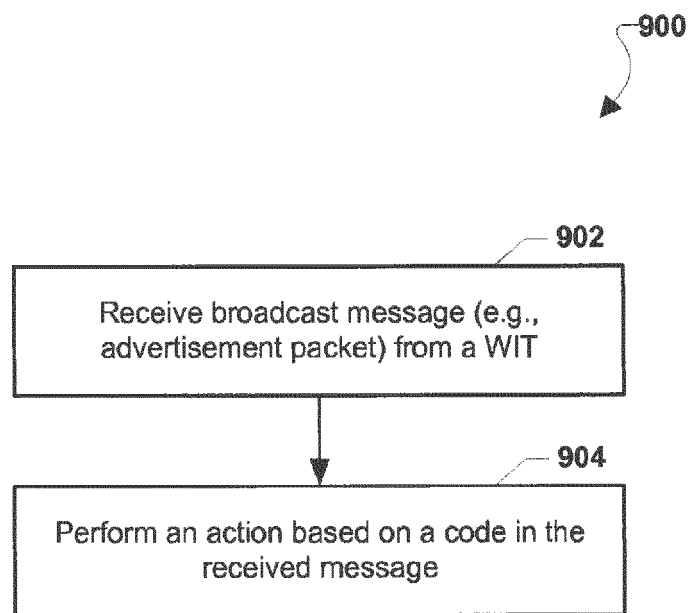 900
902
Receive broadcast message (e.g.,
advertisement packet) from a WIT
904
Perform an action based on a code in the
received message